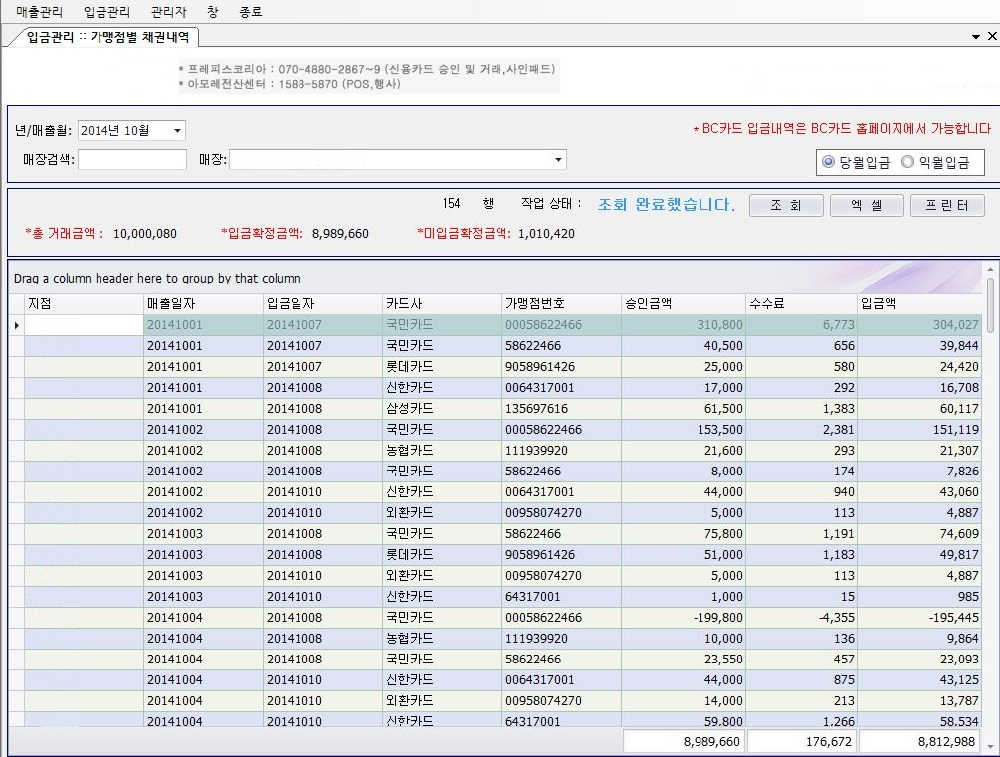 매출관리 입금관리 관리자 창 종료
입금관리 :: 가맹점별 채권내역
• 프레피스코리아 : 070-4880-2867~9 (신용카드 승인 및 거래,사인패드)
• 아모레전산센터 : 1588-5870 (POS,행사)
년/매출월: 2014년 10월 * BC카드 입금내역은 BC카드 홈페이지에서 가능합니다
매장검색: 매장: 당월입금 익월입금
154 행 작업 상태 : 조회 완료했습니다. 조 회 엑 셀 프 린 터
*총 거래금액 : 10,000,080 *입금확정금액: 8,989,660 *미입금확정금액: 1,010,420
Drag a column header here to group by that column
지점 매출일자 입금일자 카드사 가맹점번호 승인금액 수수료 입금액
20141001 20141007 국민카드 00058622466 310,800 6,773 304,027
20141001 20141007 국민카드 58622466 40,500 656 39,844
20141001 20141007 롯데카드 9058961426 25,000 580 24,420
20141001 20141008 신한카드 0064317001 17,000 292 16,708
20141001 20141008 삼성카드 135697616 61,500 1,383 60,117
20141002 20141008 국민카드 00058622466 153,500 2,381 151,119
20141002 20141008 농협카드 111939920 21,600 293 21,307
20141002 20141008 국민카드 58622466 8,000 174 7,826
20141002 20141010 신한카드 0064317001 44,000 940 43,060
20141002 20141010 외환카드 00958074270 5,000 113 4,887
20141003 20141008 국민카드 58622466 75,800 1,191 74,609
20141003 20141008 롯데카드 9058961426 51,000 1,183 49,817
20141003 20141010 외환카드 00958074270 5,000 113 4,887
20141003 20141010 신한카드 64317001 1,000 15 985
20141004 20141008 국민카드 00058622466 -199,800 -4,355 -195,445
20141004 20141008 농협카드 111939920 10,000 136 9,864
20141004 20141008 국민카드 58622466 23,550 457 23,093
20141004 20141010 신한카드 0064317001 44,000 875 43,125
20141004 20141010 외환카드 00958074270 14,000 213 13,787
20141004 20141010 신한카드 64317001 59,800 1,266 58,534
8,989,660 176,672 8,812,988